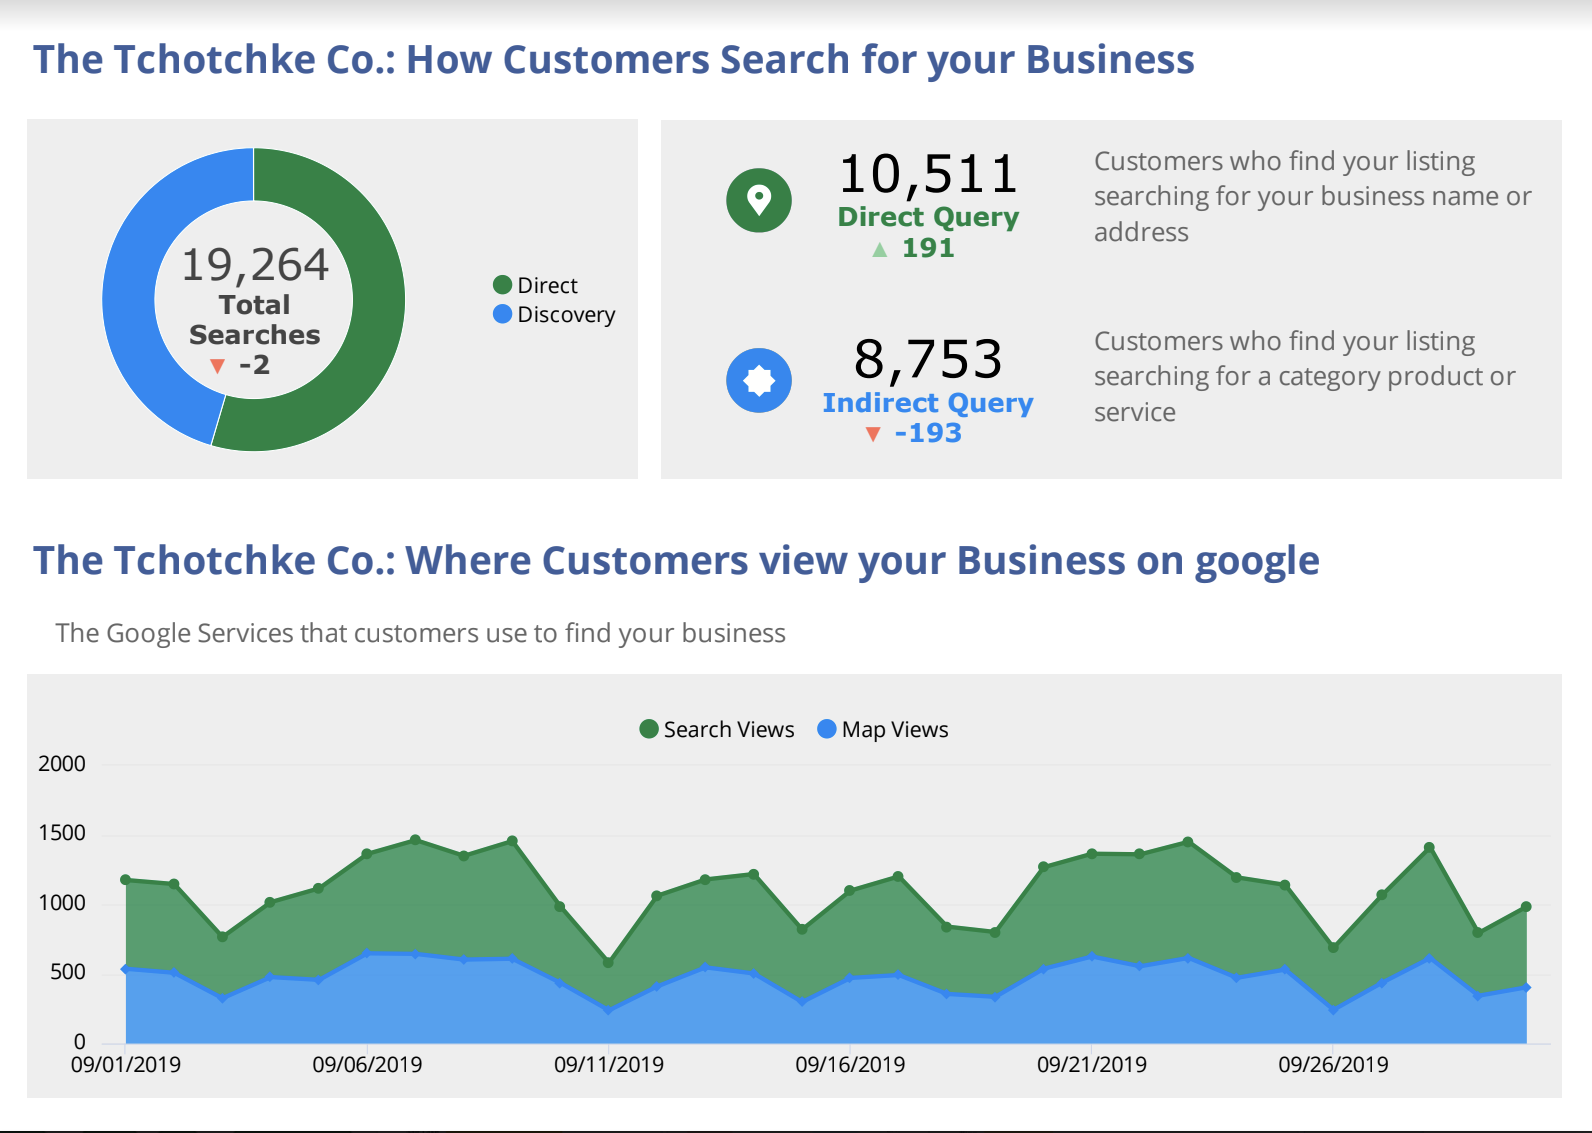 The Tchotchke Co.: How Customers Search for your Business
19,264
Total
Searches
▼ -2
Direct
Discovery
10,511
Direct Query
▲ 191
Customers who find your listing
searching for your business name or
address
8,753
Indirect Query
▼ -193
Customers who find your listing
searching for a category product or
service
The Tchotchke Co.: Where Customers view your Business on google
The Google Services that customers use to find your business
Search Views Map Views
2000
1500
1000
500
0
09/01/2019 09/06/2019 09/11/2019 09/16/2019 09/21/2019 09/26/2019